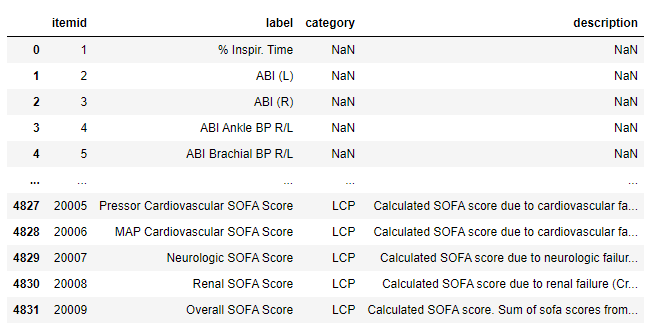 itemid label category description
0 1 % Inspir. Time NaN NaN
1 2 ABI (L) NaN NaN
2 3 ABI (R) NaN NaN
3 4 ABI Ankle BP R/L NaN NaN
4 5 ABI Brachial BP R/L NaN NaN
... ... ... ... ...
4827 20005 Pressor Cardiovascular SOFA Score LCP Calculated SOFA score due to cardiovascular fa...
4828 20006 MAP Cardiovascular SOFA Score LCP Calculated SOFA score due to cardiovascular fa...
4829 20007 Neurologic SOFA Score LCP Calculated SOFA score due to neurologic failur...
4830 20008 Renal SOFA Score LCP Calculated SOFA score due to renal failure (Cr...
4831 20009 Overall SOFA Score LCP Calculated SOFA score. Sum of sofa scores from...